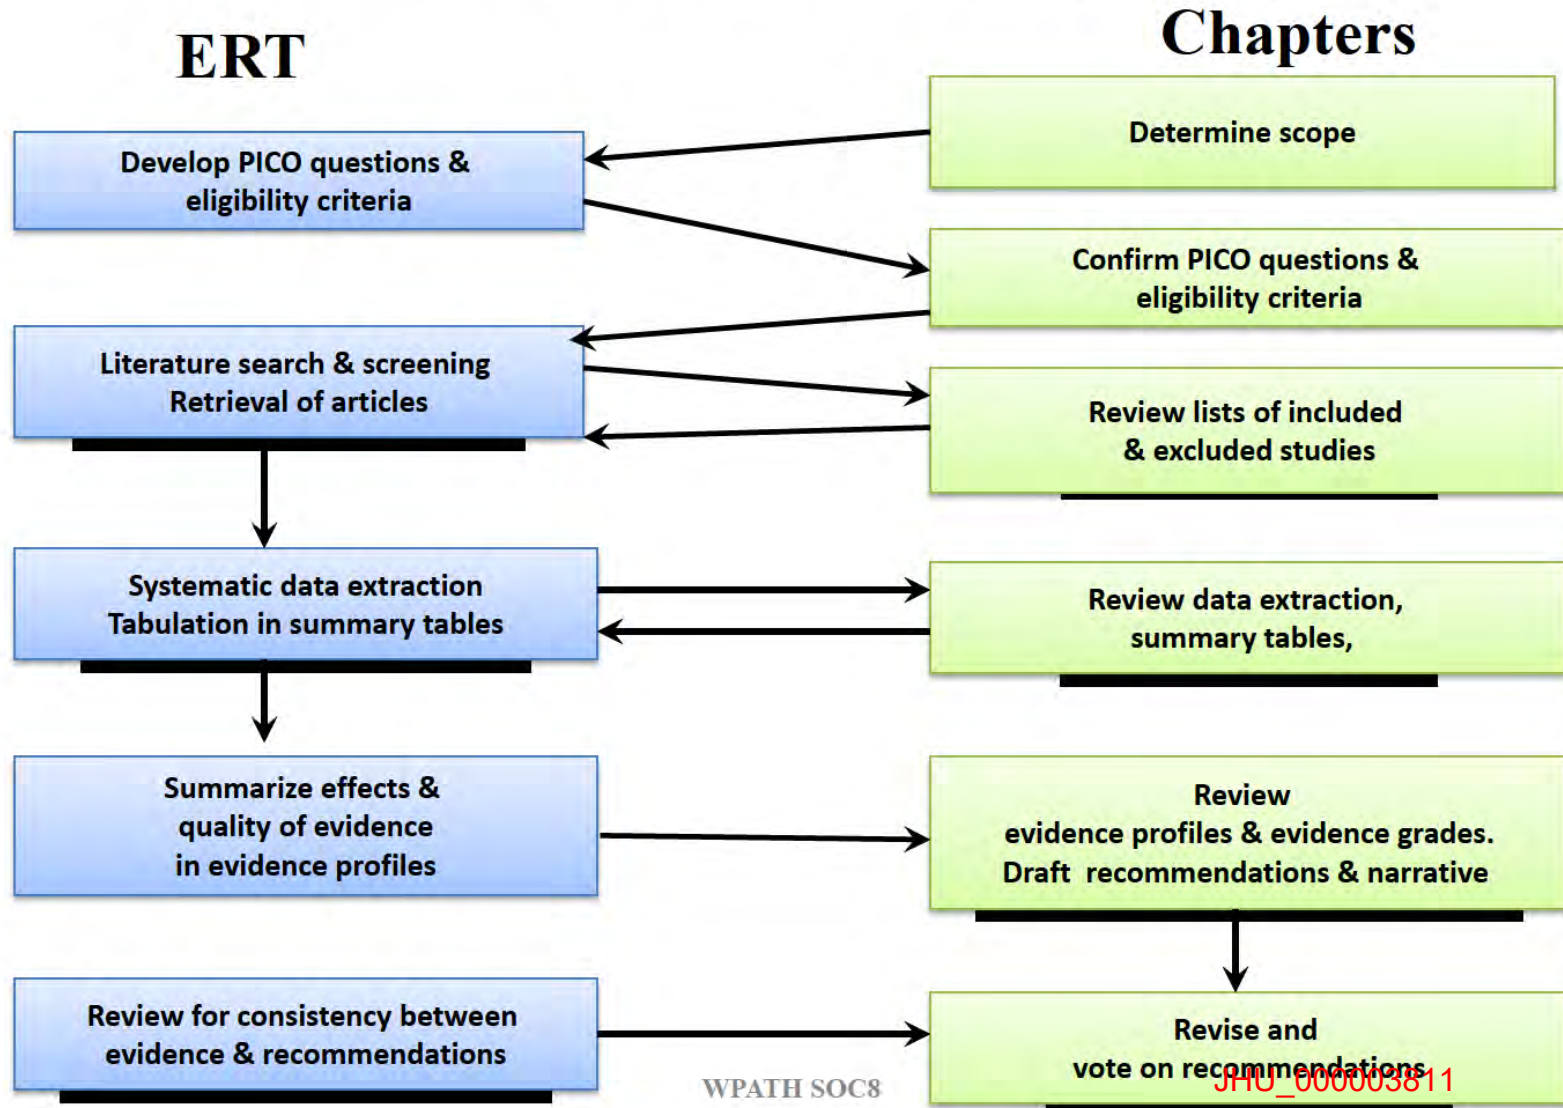 ERT
Chapters
Determine scope
Develop PICO questions &
eligibility criteria
Confirm PICO questions &
eligibility criteria
Literature search & screening
Retrieval of articles
Review lists of included
& excluded studies
Systematic data extraction
Tabulation in summary tables
Review data extraction,
summary tables,
Summarize effects &
quality of evidence
in evidence profiles
Review
evidence profiles & evidence grades.
Draft recommendations & narrative
Review for consistency between
evidence & recommendations
Revise and
vote on recommendations
WPATH SOC8
JHU_000003811